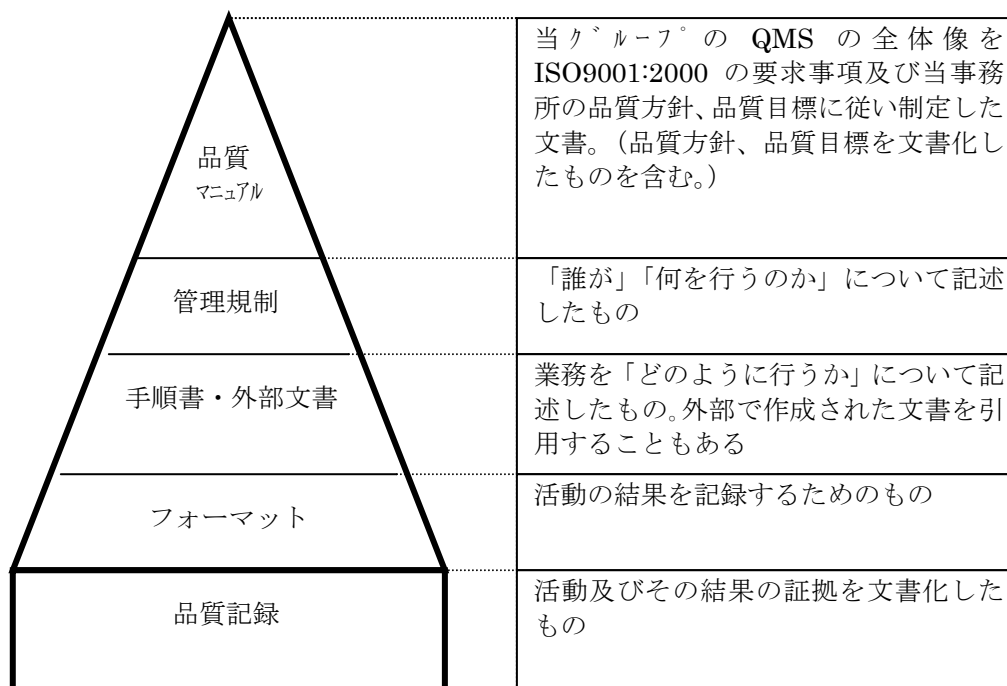 品質
ﾏﾆｭｱﾙ
当ｸﾞﾙｰﾌﾟの QMS の全体像を
ISO9001:2000 の要求事項及び当事務
所の品質方針、品質目標に従い制定した
文書。（品質方針、品質目標を文書化し
たものを含む。）
管理規制
「誰が」「何を行うのか」について記述
したもの
手順書・外部文書
業務を「どのように行うか」について記
述したもの。外部で作成された文書を引
用することもある
フォーマット
活動の結果を記録するためのもの
品質記録
活動及びその結果の証拠を文書化した
もの